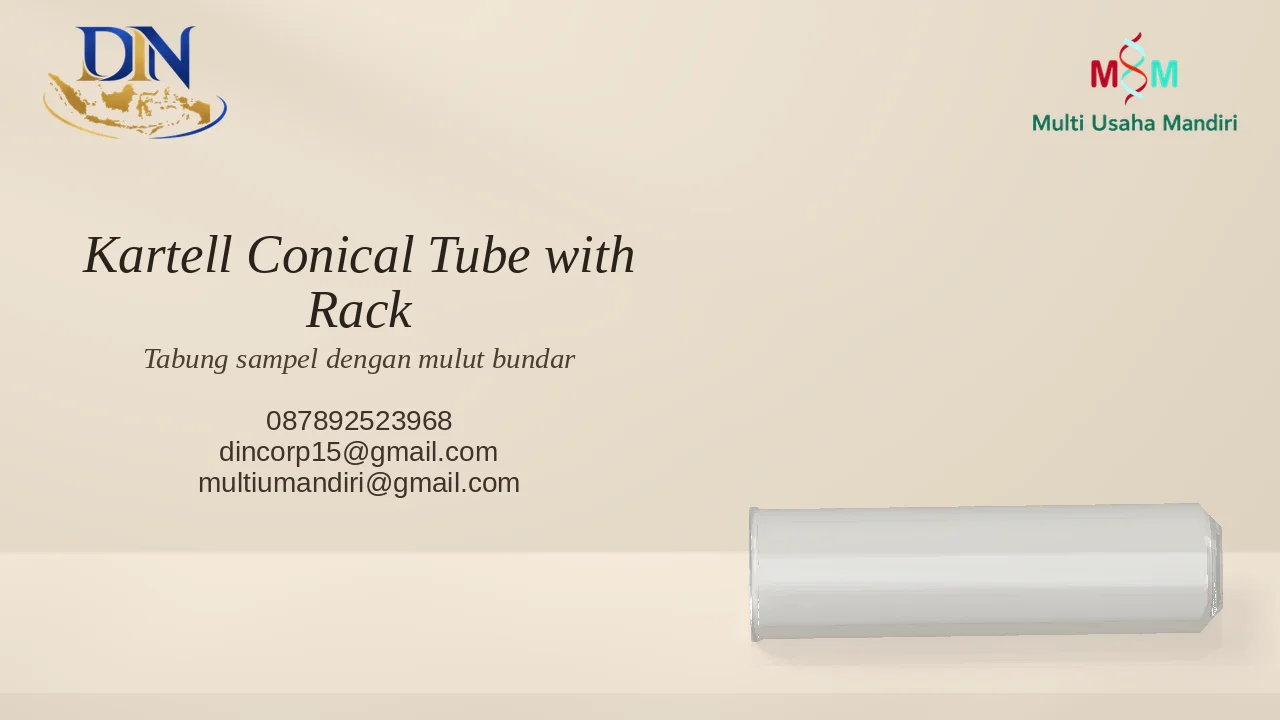 DN
M M
Multi Usaha Mandiri
Kartell Conical Tube with
Rack
Tabung sampel dengan mulut bundar
087892523968
dincorp15@gmail.com
multiumandiri@gmail.com